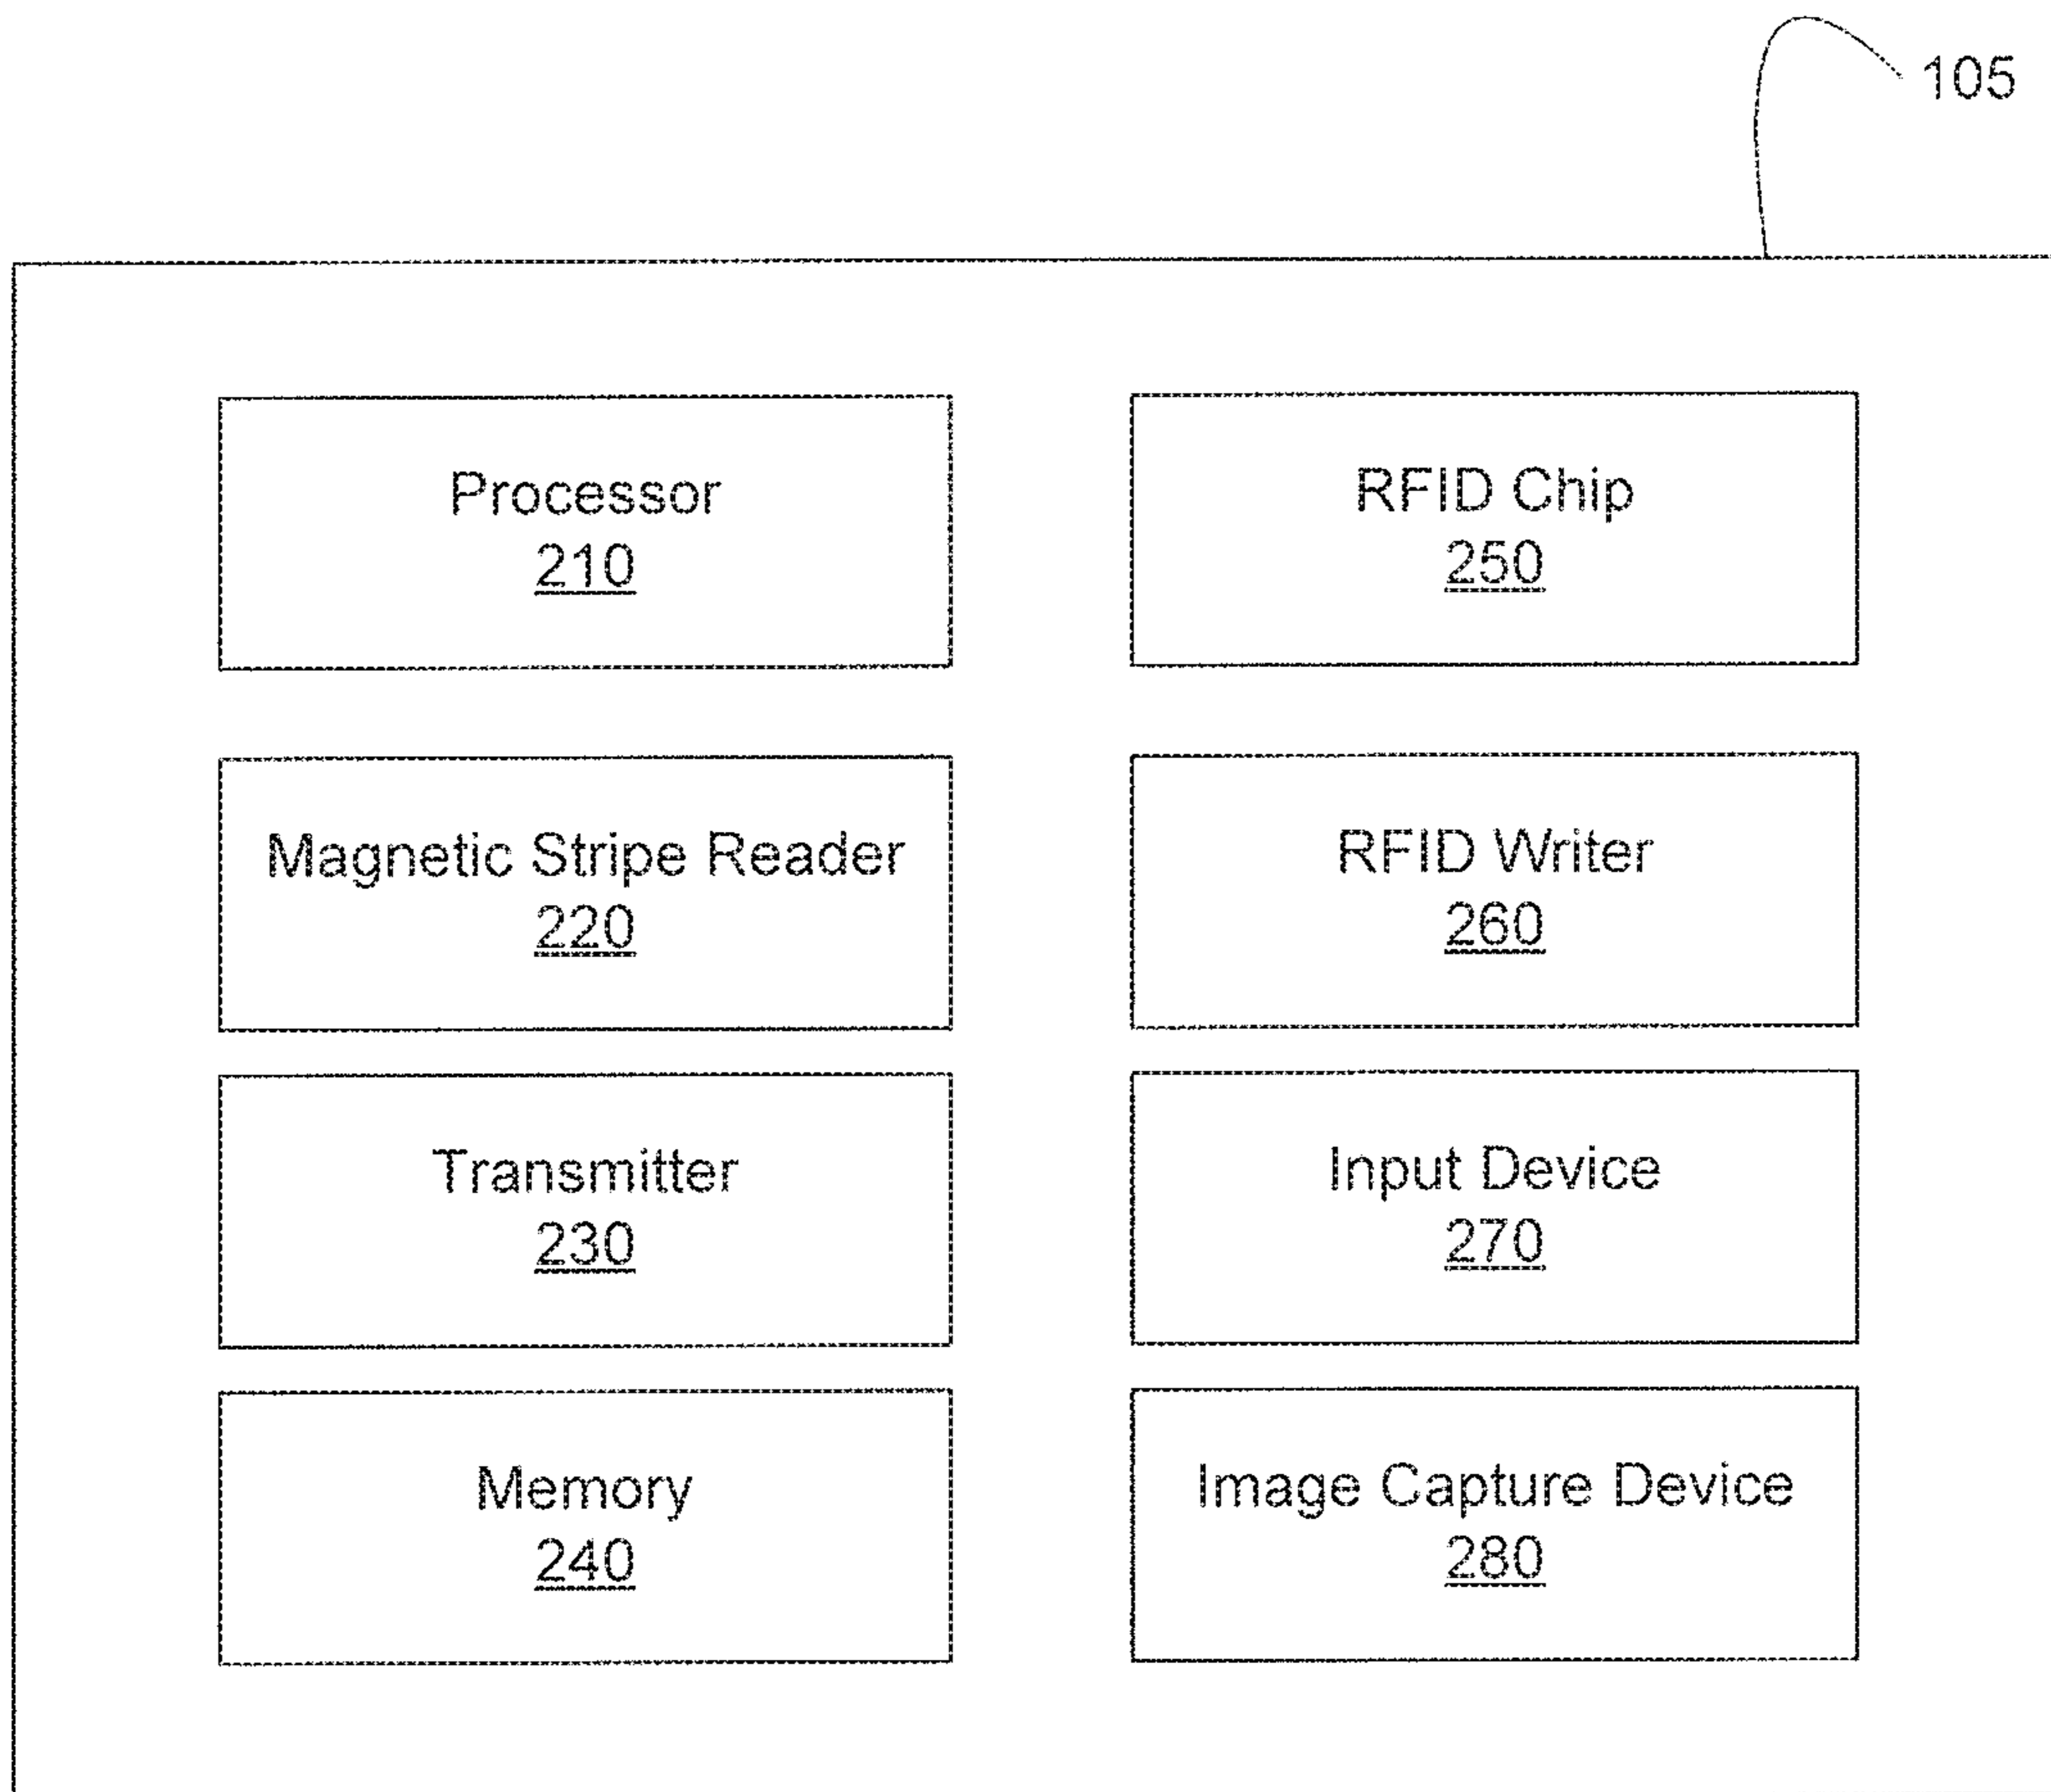 105
Processor
210
RFID Chip
250
Magnetic Stripe Reader
220
RFID Writer
260
Transmitter
230
Input Device
270
Memory
240
Image Capture Device
280